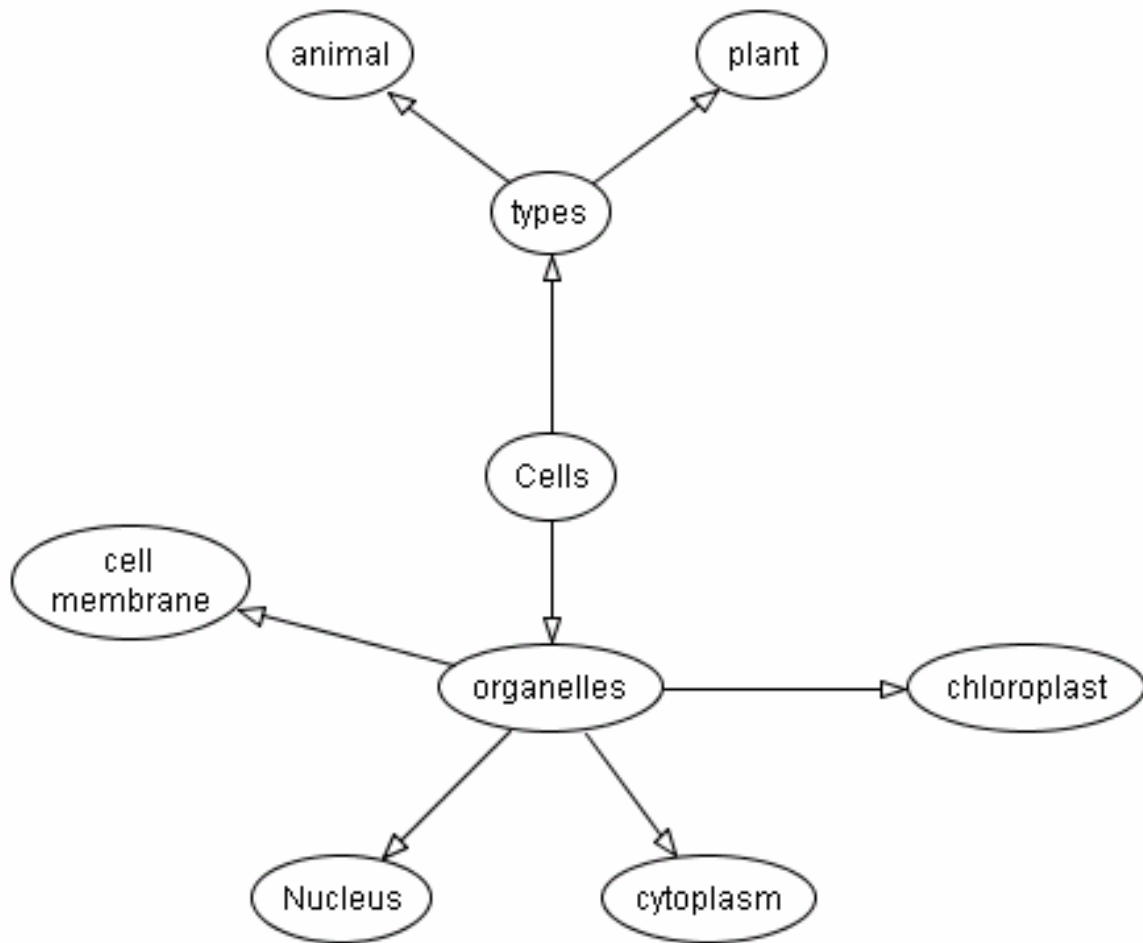 animal
plant
types
Cells
cell
membrane
organelles
chloroplast
Nucleus
cytoplasm